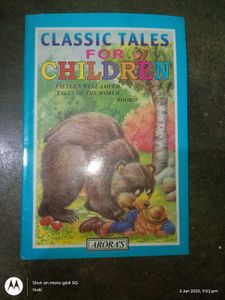 CLASSIC TALES
FOR
CHILDREN
FIFTEEN WELL-LOVED
TALES OF THE WORLD
BOOK-
ARORA'S
Shot on moto g64 5G
3 Jun 2025, 9:53 pm